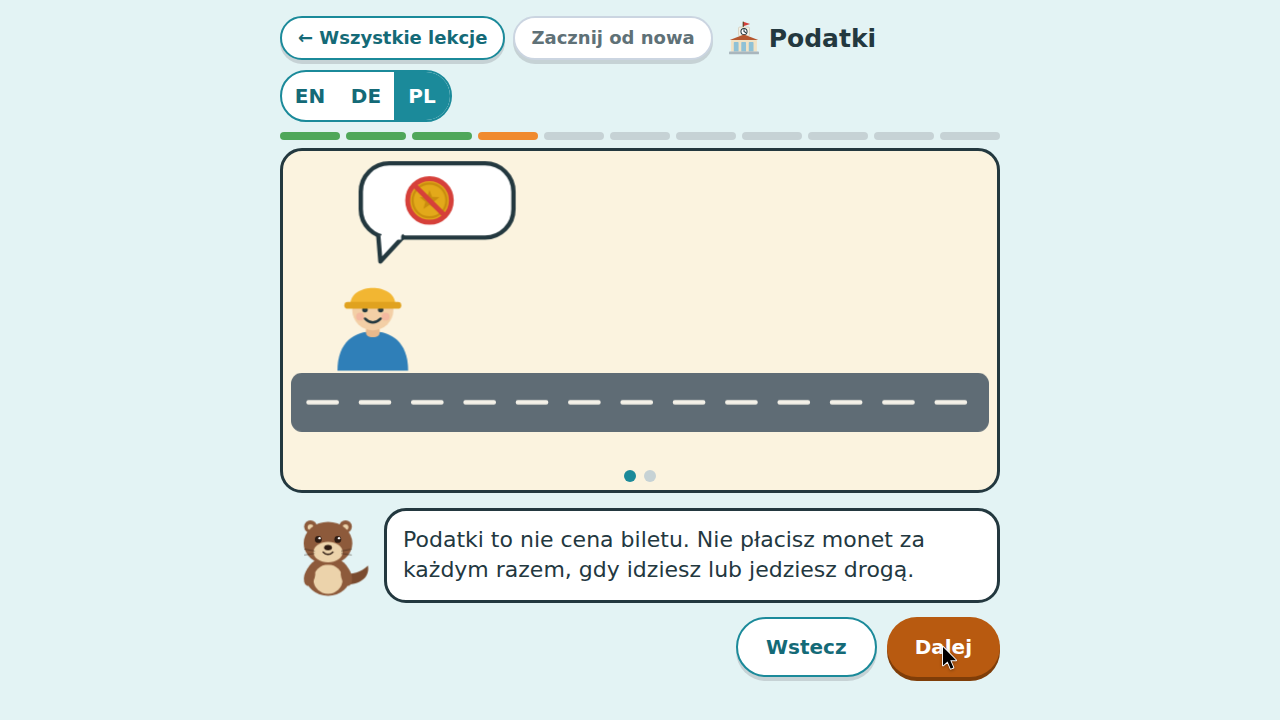 ← Wszystkie lekcje
Zacznij od nowa
Podatki
EN DE PL
Podatki to nie cena biletu. Nie płacisz monet za
każdym razem, gdy idziesz lub jedziesz drogą.
Wstecz
Dalej